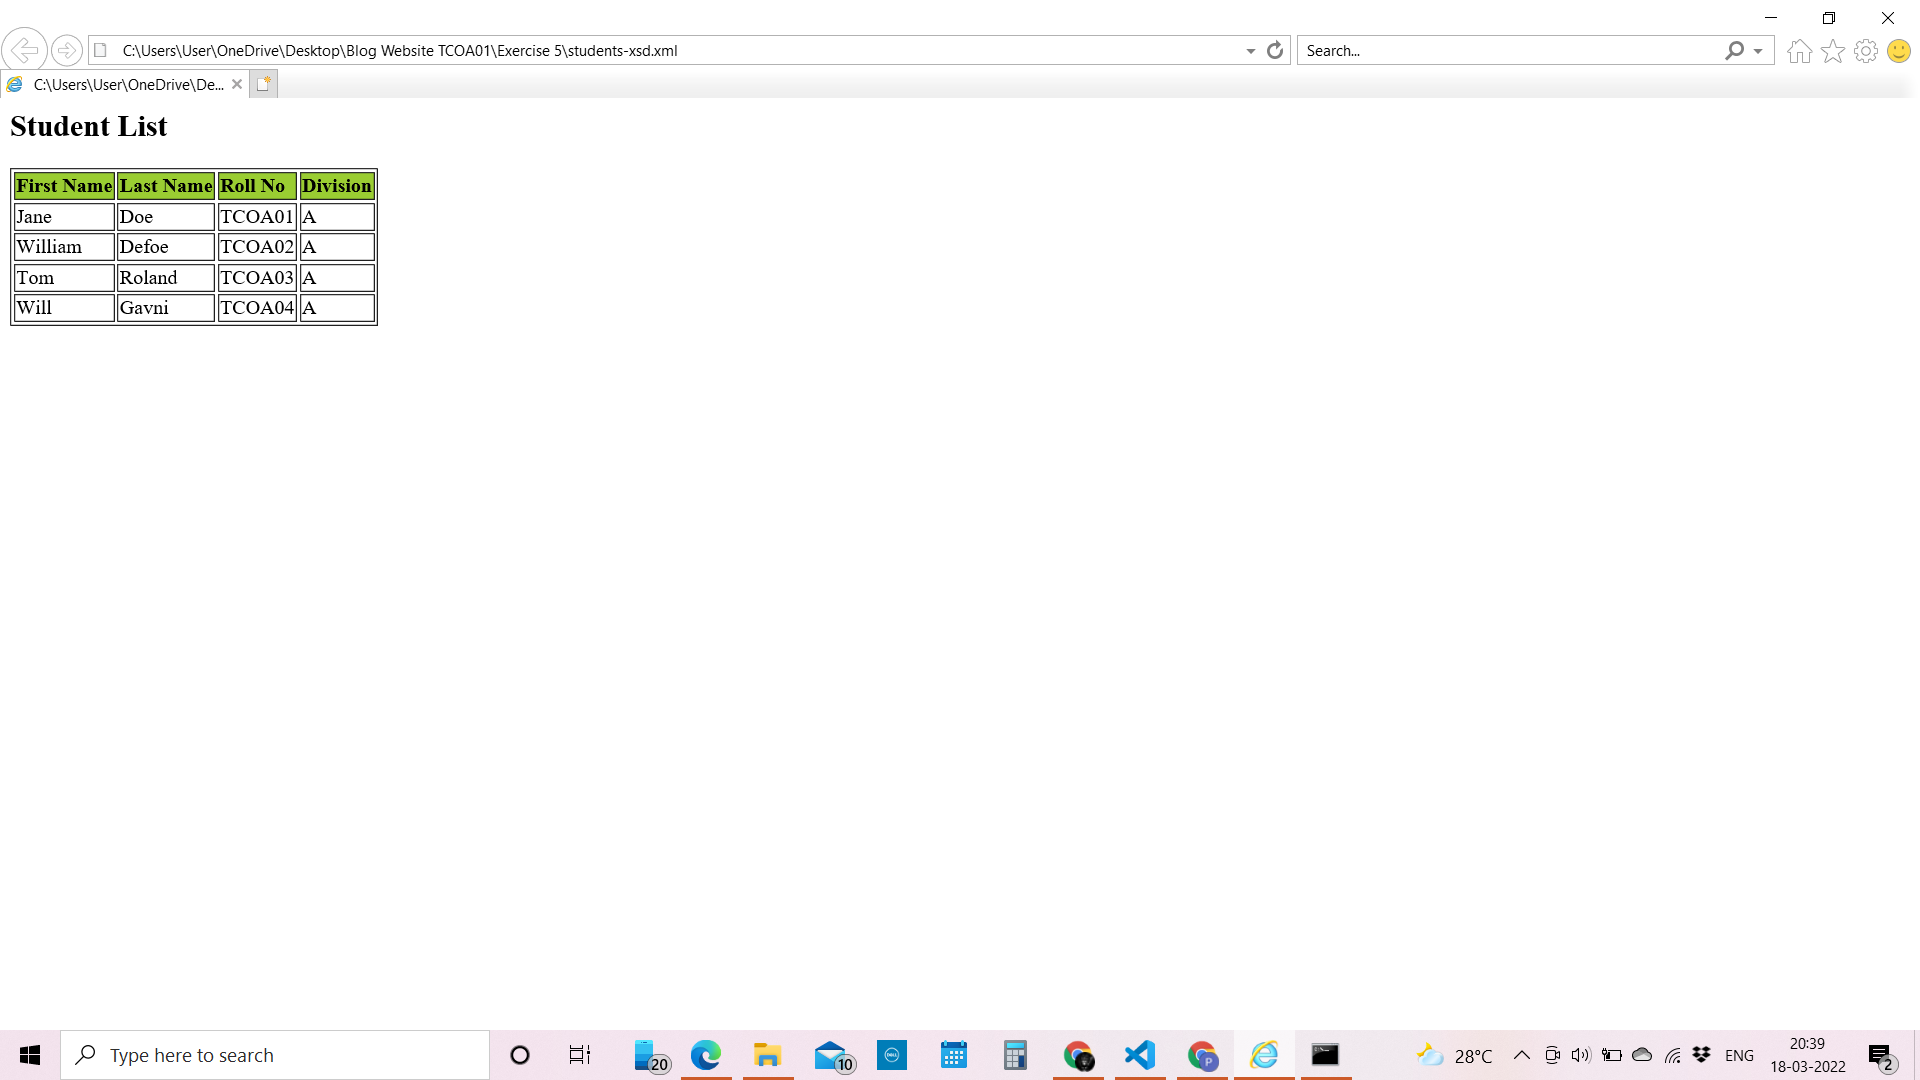 C:\Users\User\OneDrive\Desktop\Blog Website TCOA01\Exercise 5\students-xsd.xml
Search...
C:\Users\User\OneDrive\De...
Student List
First Name Last Name Roll No Division
Jane Doe TCOA01 A
William Defoe TCOA02 A
Tom Roland TCOA03 A
Will Gavni TCOA04 A
Type here to search
20
10
DELL
P
28°C
ENG
20:39
18-03-2022
2